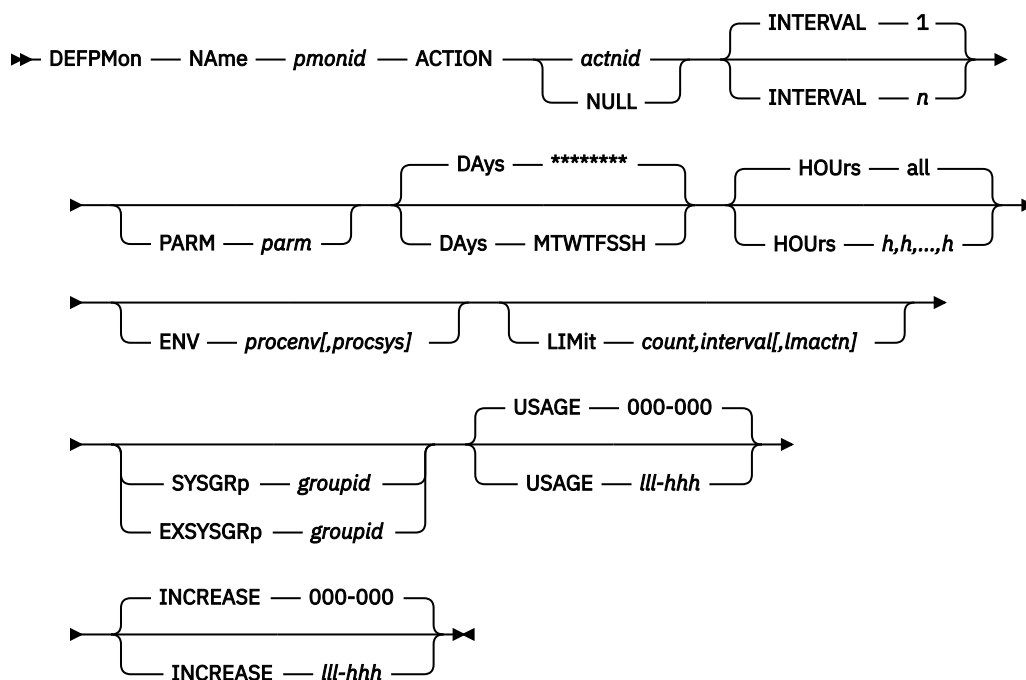 INTERVAL 1
DEFPMon NAme pmonid ACTION actnid
NULL
INTERVAL n
DAys ********
HOUrs all
PARM parm
DAys MTWTFSSH
HOUrs h,h,...,h
ENV procenv[,procsys]
LIMit count,interval[,lmactn]
USAGE 000-000
SYSGRp groupid
USAGE lll-hhh
EXSYSGRp groupid
INCREASE 000-000
INCREASE lll-hhh